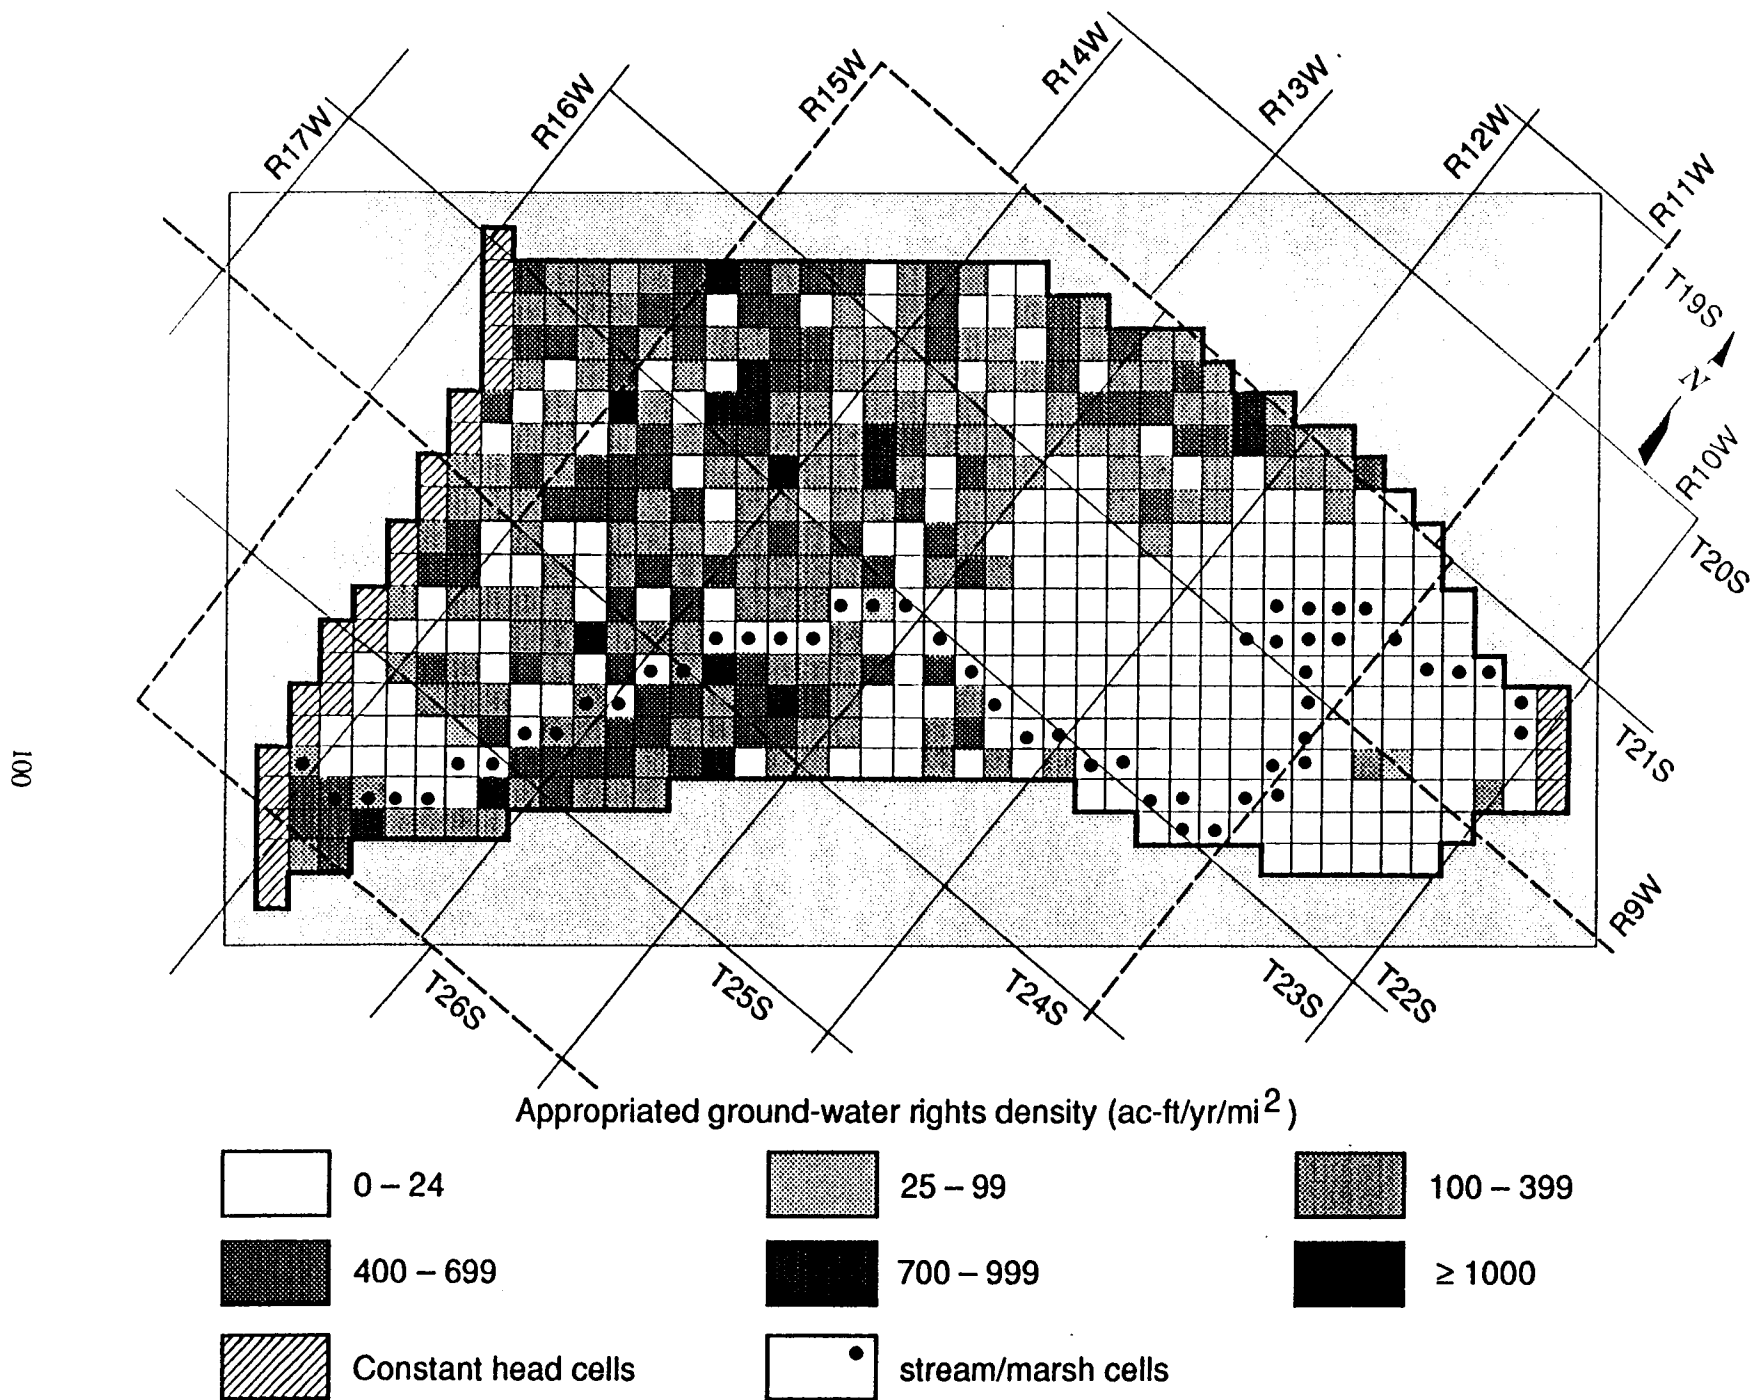 R17W
R16W
R15W
R14W
R13W
R12W
R11W
T19S
N
R10W
T20S
T21S
R9W
T22S
T23S
T24S
T25S
T26S
100
Appropriated ground-water rights density (ac-ft/yr/mi²)
0 – 24
25 – 99
100 – 399
400 – 699
700 – 999
≥ 1000
Constant head cells
stream/marsh cells